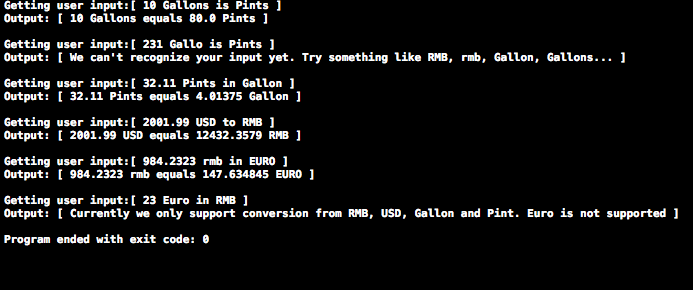 Getting user input:[ 10 Gallons is Pints ]
Output: [ 10 Gallons equals 80.0 Pints ]
Getting user input:[ 231 Gallo is Pints ]
Output: [ We can't recognize your input yet. Try something like RMB, rmb, Gallon, Gallons... ]
Getting user input:[ 32.11 Pints in Gallon ]
Output: [ 32.11 Pints equals 4.01375 Gallon ]
Getting user input:[ 2001.99 USD to RMB ]
Output: [ 2001.99 USD equals 12432.3579 RMB ]
Getting user input:[ 984.2323 rmb in EURO ]
Output: [ 984.2323 rmb equals 147.634845 EURO ]
Getting user input:[ 23 Euro in RMB ]
Output: [ Currently we only support conversion from RMB, USD, Gallon and Pint. Euro is not supported ]
Program ended with exit code: 0